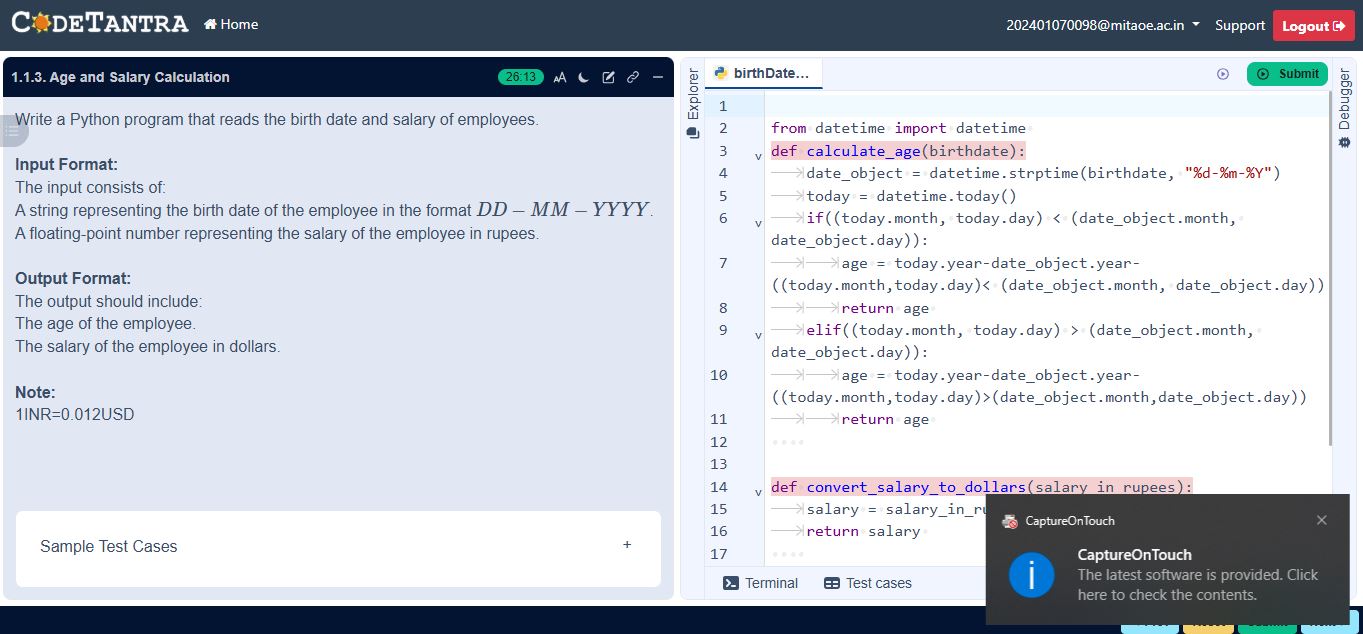 CODETANTRA
Home
202401070098@mitaoe.ac.in
Support
Logout
1.1.3. Age and Salary Calculation
26:13
AA
Write a Python program that reads the birth date and salary of employees.
Input Format:
The input consists of:
A string representing the birth date of the employee in the format DD – MM – YYYY.
A floating-point number representing the salary of the employee in rupees.
Output Format:
The output should include:
The age of the employee.
The salary of the employee in dollars.
Note:
1INR=0.012USD
Sample Test Cases
+
Explorer
birthDate...
Submit
Debugger
1
2 from datetime import datetime
3 def calculate_age(birthdate):
4 date_object = datetime.strptime(birthdate, "%d-%m-%Y")
5 today = datetime.today()
6 if((today.month, today.day) < (date_object.month,
date_object.day)):
7 age = today.year-date_object.year-
((today.month,today.day)< (date_object.month, date_object.day))
8 return age
9 elif((today.month, today.day) > (date_object.month,
date_object.day)):
10 age = today.year-date_object.year-
((today.month,today.day)>(date_object.month,date_object.day))
11 return age
12
13
14 def convert_salary_to_dollars(salary_in_rupees):
15 salary = salary_in_ru
16 return salary
17
Terminal
Test cases
CaptureOnTouch
CaptureOnTouch
The latest software is provided. Click
here to check the contents.